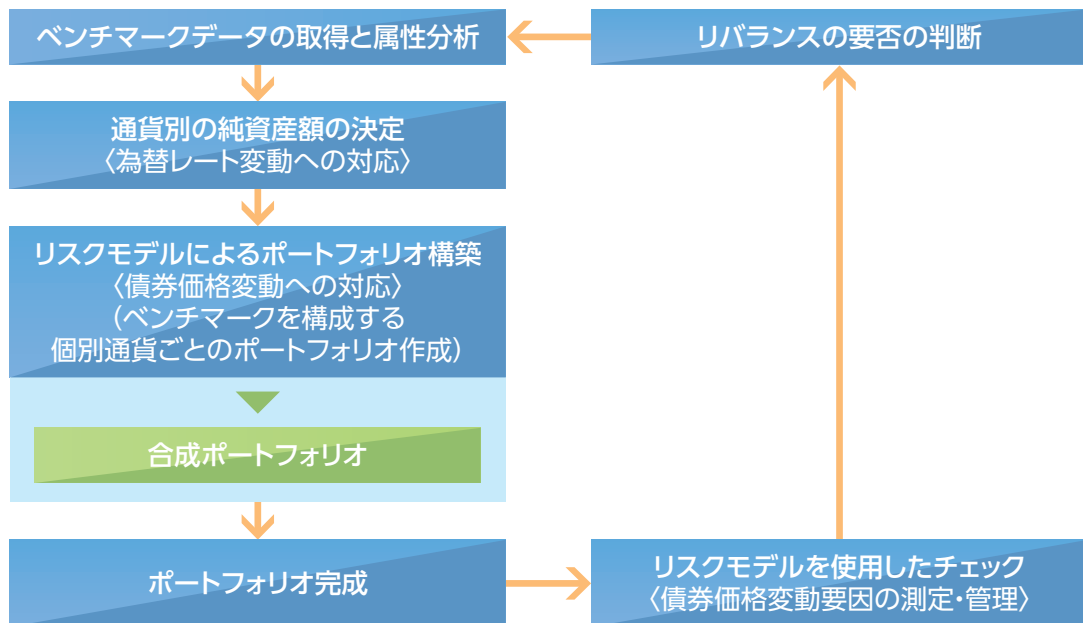 ベンチマークデータの取得と属性分析
通貨別の純資産額の決定
〈為替レート変動への対応〉
リスクモデルによるポートフォリオ構築
〈債券価格変動への対応〉
(ベンチマークを構成する
個別通貨ごとのポートフォリオ作成)
合成ポートフォリオ
ポートフォリオ完成
リスクモデルを使用したチェック
〈債券価格変動要因の測定・管理〉
リバランスの要否の判断